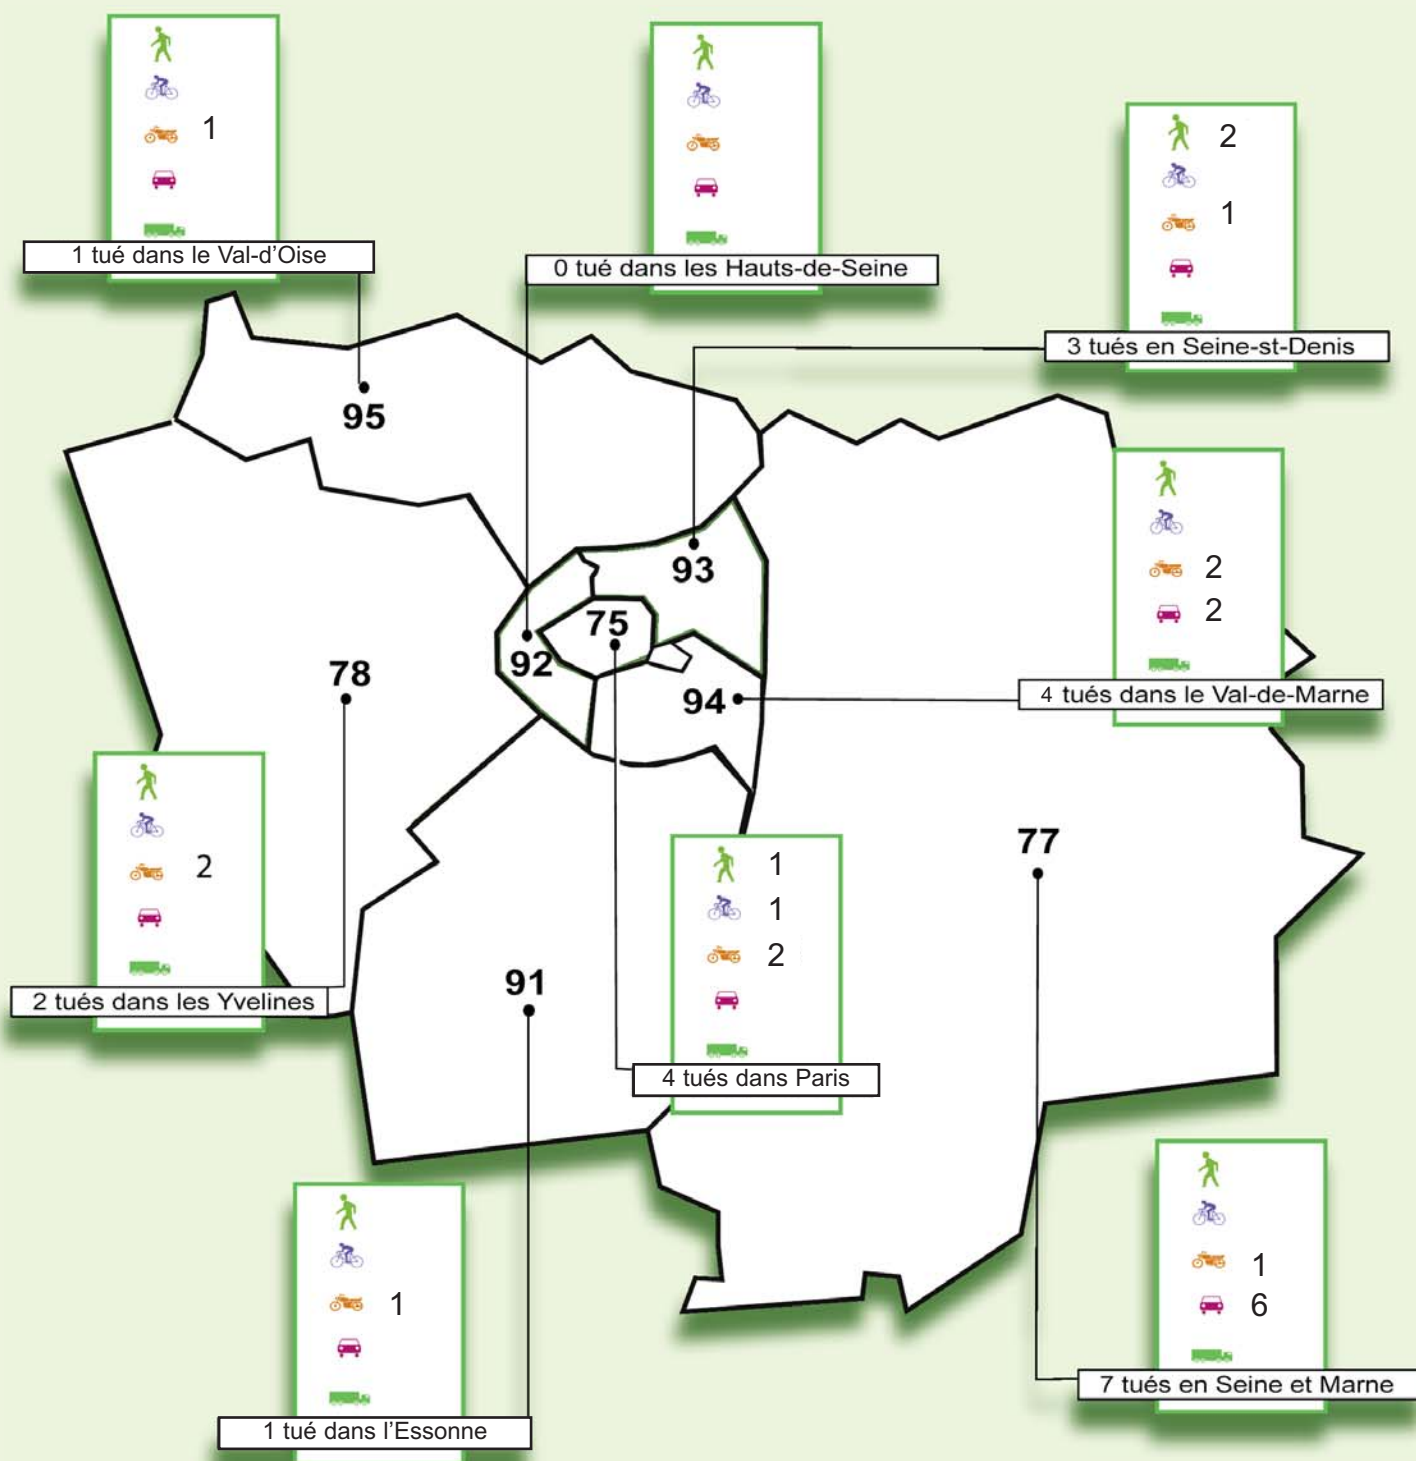 1
1 tué dans le Val-d'Oise
0 tué dans les Hauts-de-Seine
2
1
3 tués en Seine-st-Denis
95
93
75
92
78
94
2
2
4 tués dans le Val-de-Marne
2
2 tués dans les Yvelines
1
1
2
4 tués dans Paris
77
91
1
1 tué dans l'Essonne
1
6
7 tués en Seine et Marne